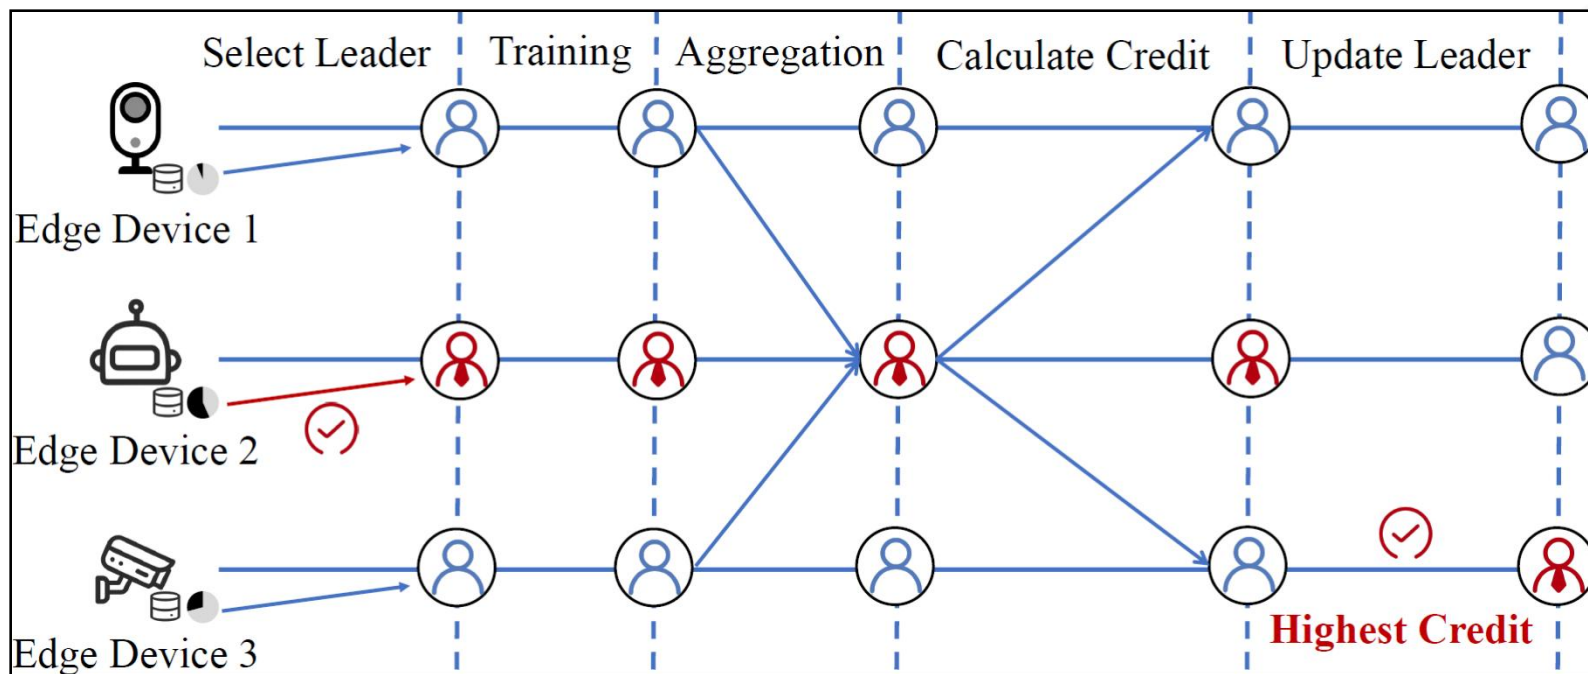 Select Leader
Training
Aggregation
Calculate Credit
Update Leader
Edge Device 1
Edge Device 2
Edge Device 3
Highest Credit